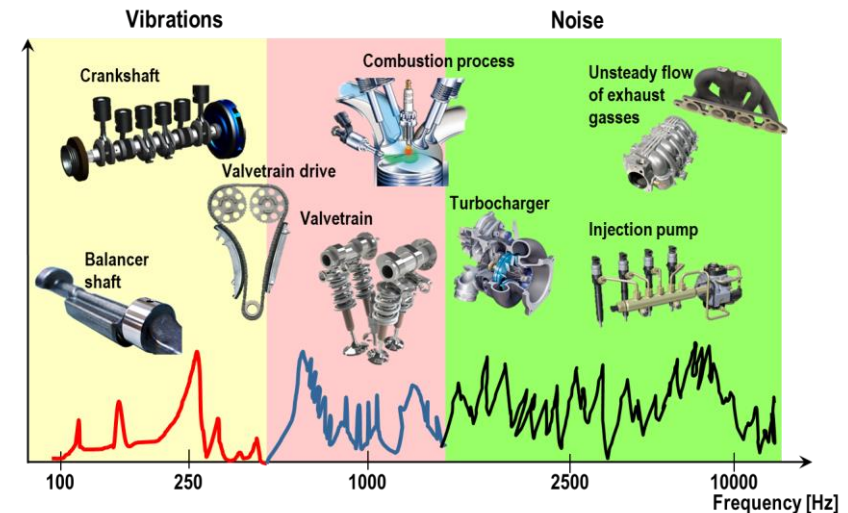 Vibrations
Noise
Crankshaft
Combustion process
Unsteady flow
of exhaust
gasses
Valvetrain drive
Valvetrain
Turbocharger
Injection pump
Balancer
shaft
100
250
1000
2500
10000
Frequency [Hz]